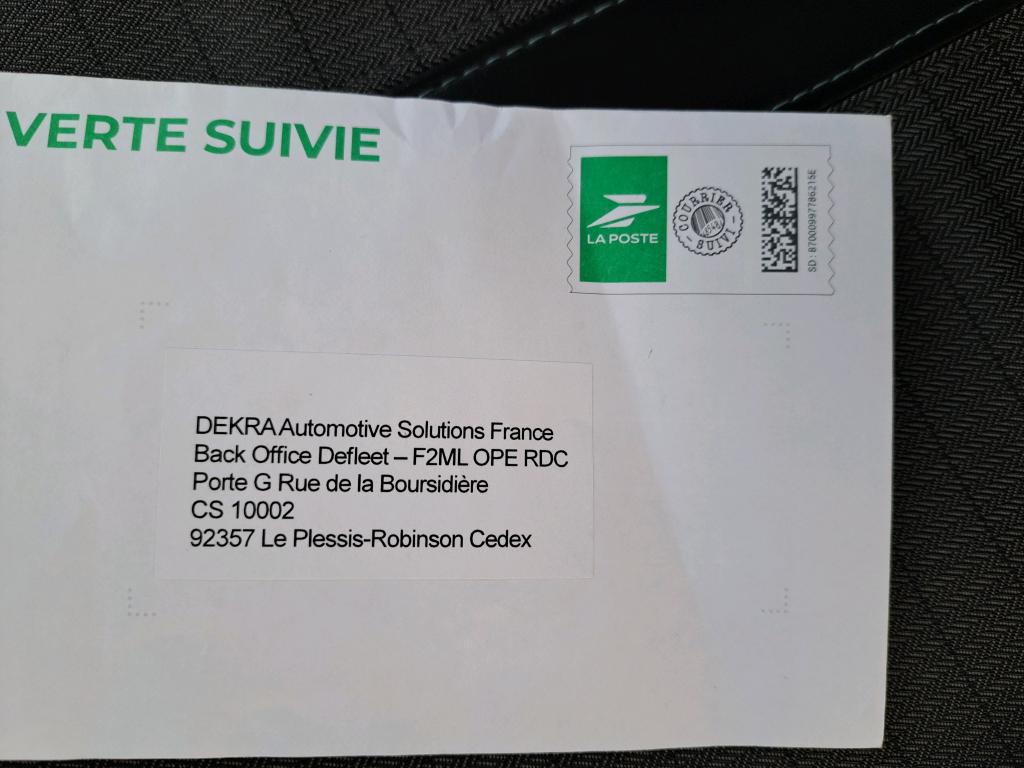 VERTE SUIVIE
LA POSTE
COURRIER
SUIVI
SD: 87000997786215E
DEKRA Automotive Solutions France
Back Office Defleet – F2ML OPE RDC
Porte G Rue de la Boursidière
CS 10002
92357 Le Plessis-Robinson Cedex